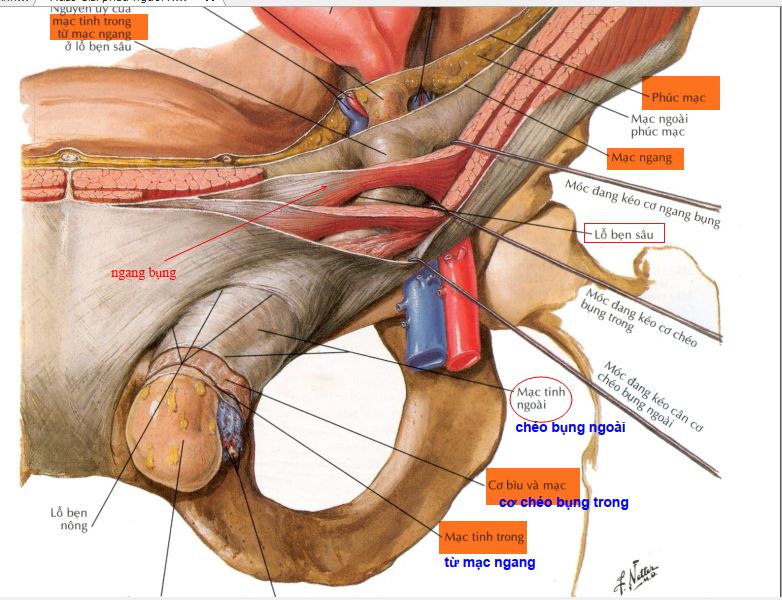 Nguyên ủy của
mạc tinh trong
từ mạc ngang
ở lỗ bẹn sâu
Phúc mạc
Mạc ngoài
phúc mạc
Mạc ngang
Móc đang kéo cơ ngang bụng
Lỗ bẹn sâu
ngang bụng
Móc đang kéo cơ chéo
bụng trong
Móc đang kéo cân cơ
chéo bụng ngoài
Mạc tinh
ngoài
chéo bụng ngoài
Cơ bìu và mạc
cơ chéo bụng trong
Lỗ bẹn
nông
Mạc tinh trong
từ mạc ngang
F. Netter
M.D.